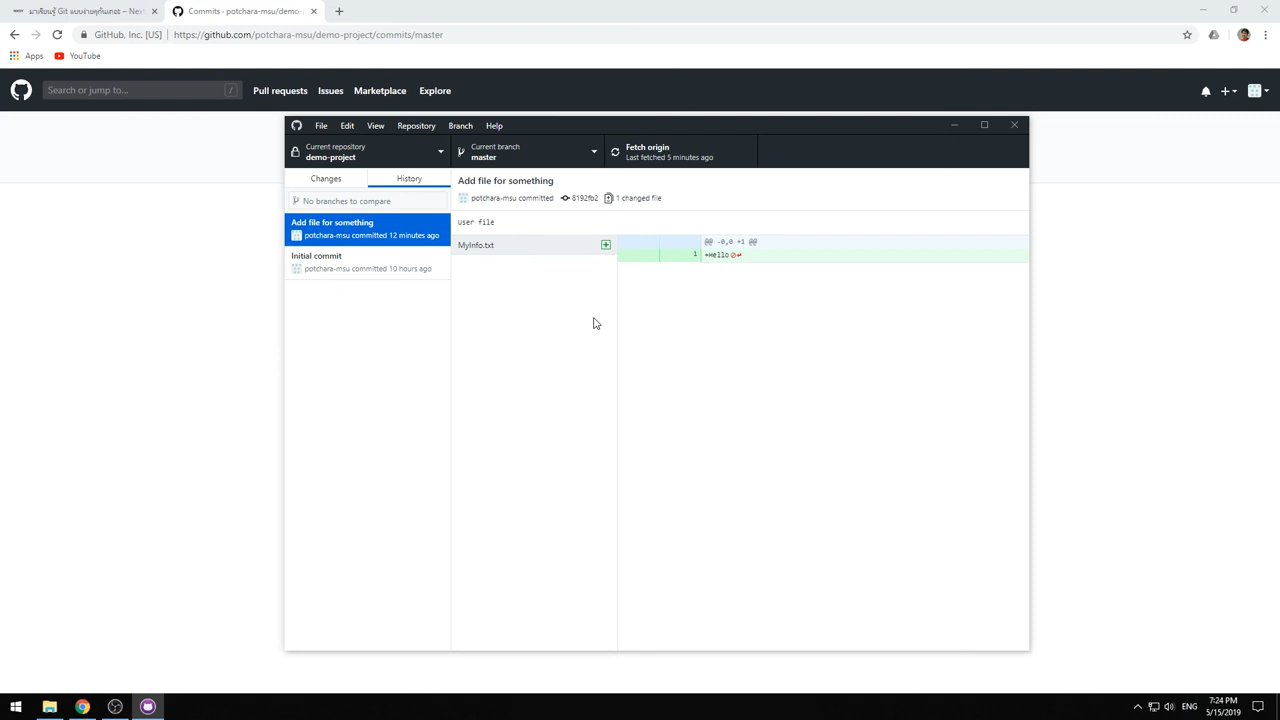 มาเรียนรู้ Git แบบง่ายๆกันเถอะ – Nex
Commits · potchara-msu/demo-
GitHub, Inc. [US]
https://github.com/potchara-msu/demo-project/commits/master
Apps
YouTube
Search or jump to...
/
Pull requests
Issues
Marketplace
Explore
File
Edit
View
Repository
Branch
Help
Current repository
demo-project
Current branch
master
Fetch origin
Last fetched 5 minutes ago
Changes
History
No branches to compare
Add file for something
potchara-msu committed 12 minutes ago
Initial commit
potchara-msu committed 10 hours ago
Add file for something
potchara-msu committed
8192fb2
1 changed file
User file
MyInfo.txt
@@ -0,0 +1 @@
1
+Hello
ENG
7:24 PM
5/15/2019